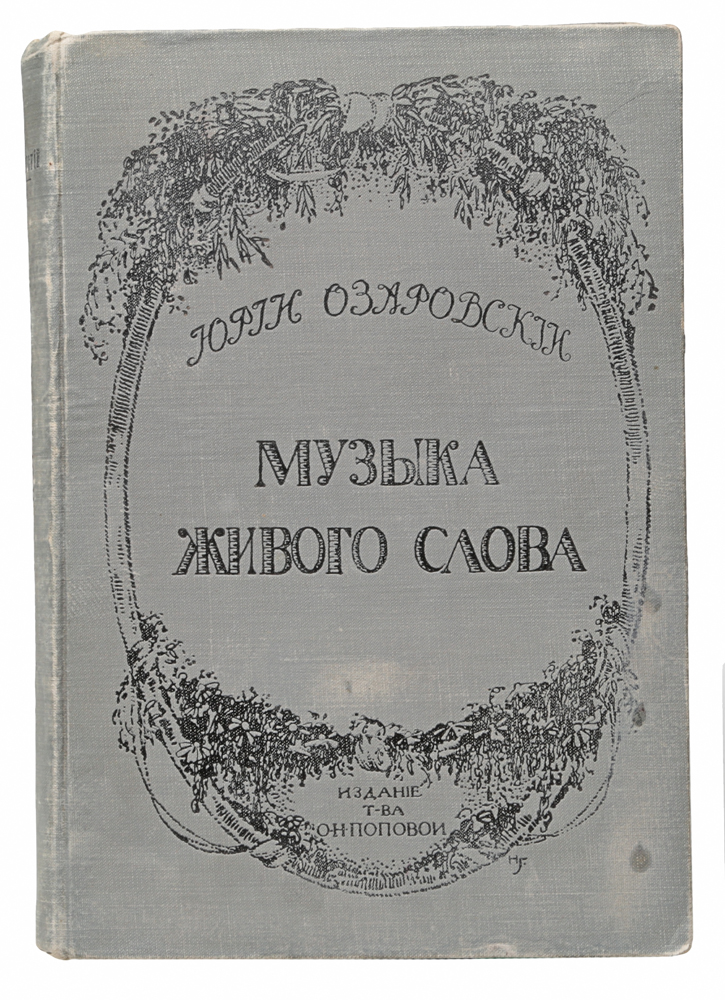 ЮРІЙ ОЗАРОВСКІЙ
МУЗЫКА
ЖИВОГО СЛОВА
ИЗДАНІЕ
Т-ВА
О·Н·ПОПОВОЙ